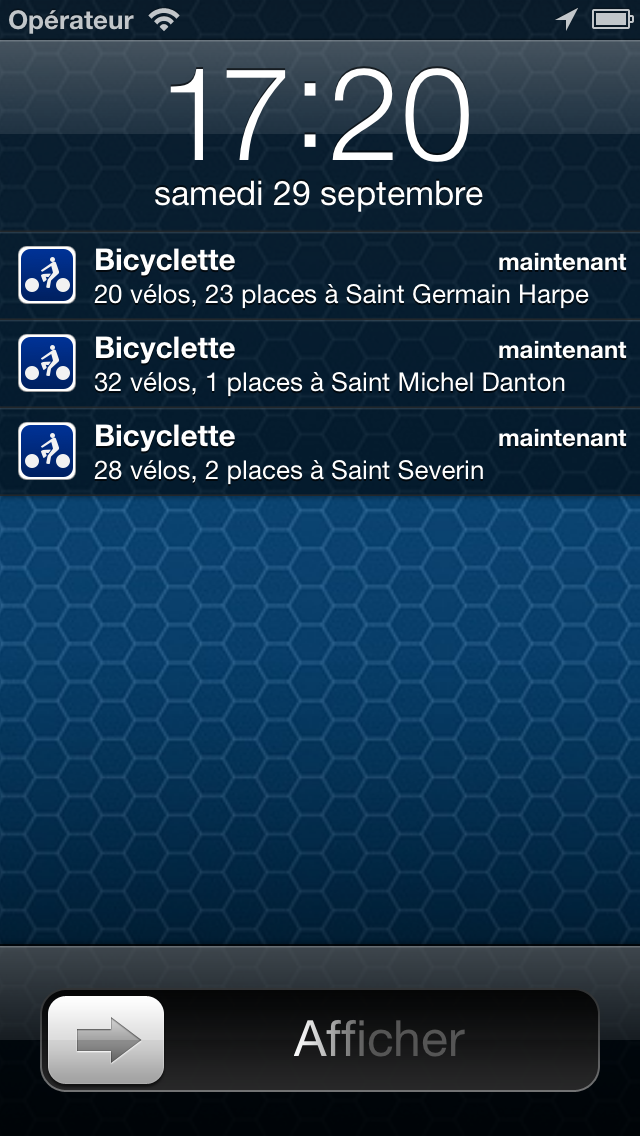 Opérateur
17:20
samedi 29 septembre
Bicyclette maintenant
20 vélos, 23 places à Saint Germain Harpe
Bicyclette maintenant
32 vélos, 1 places à Saint Michel Danton
Bicyclette maintenant
28 vélos, 2 places à Saint Severin
Afficher